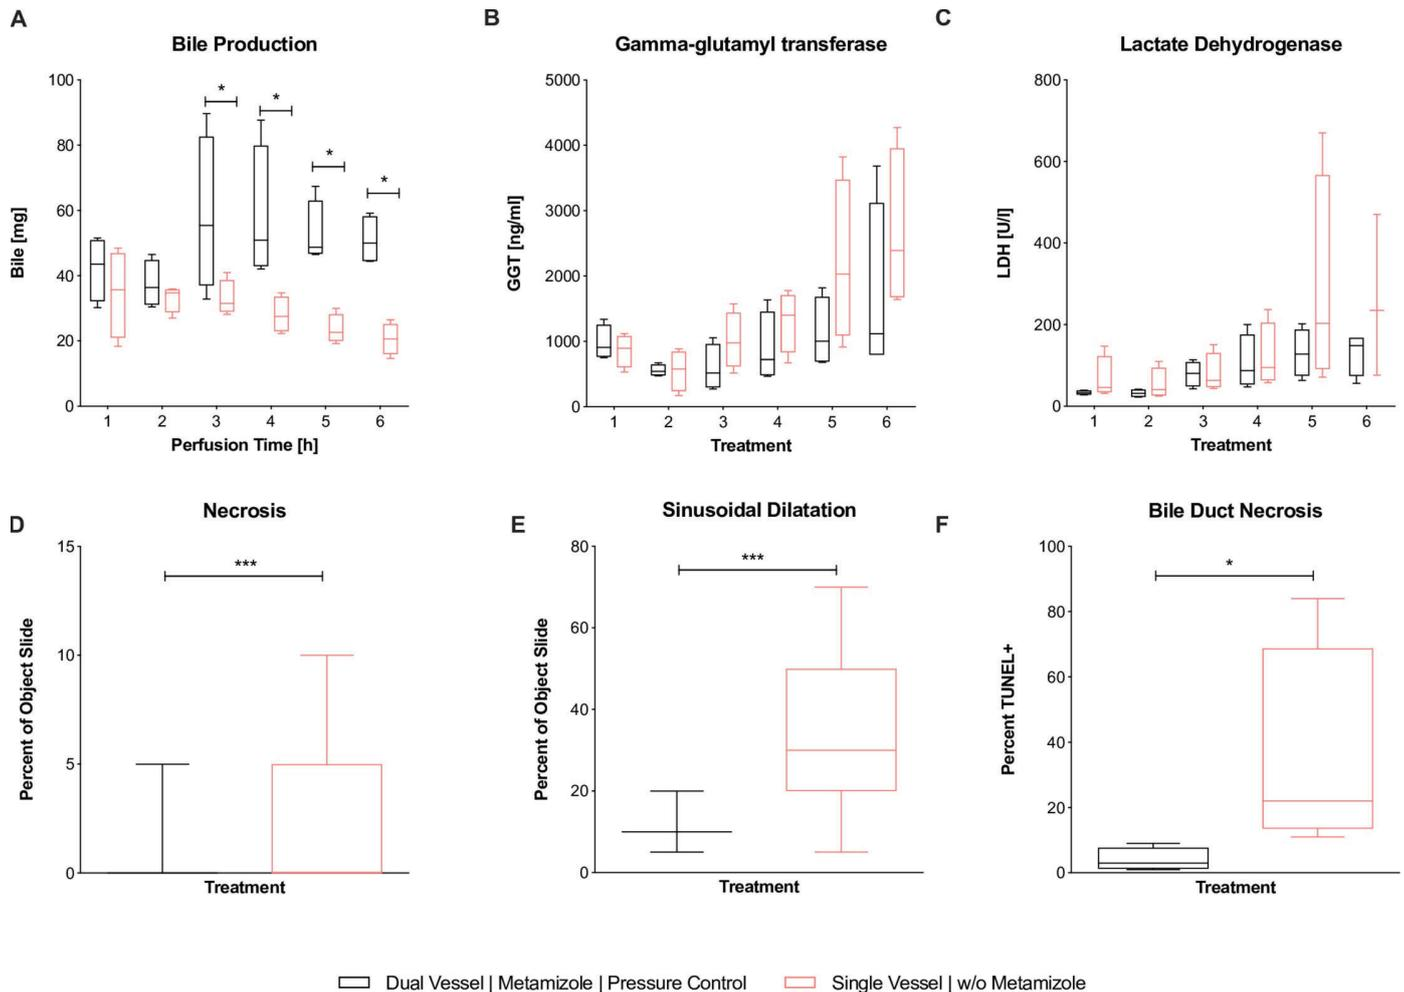 A
Bile Production
Bile [mg]
100
80
60
40
20
0
* * * *
1 2 3 4 5 6
Perfusion Time [h]
B
Gamma-glutamyl transferase
GGT [ng/ml]
5000
4000
3000
2000
1000
0
1 2 3 4 5 6
Treatment
C
Lactate Dehydrogenase
LDH [U/l]
800
600
400
200
0
1 2 3 4 5 6
Treatment
D
Necrosis
Percent of Object Slide
15
10
5
0
***
Treatment
E
Sinusoidal Dilatation
Percent of Object Slide
80
60
40
20
0
***
Treatment
F
Bile Duct Necrosis
Percent TUNEL+
100
80
60
40
20
0
*
Treatment
Dual Vessel | Metamizole | Pressure Control
Single Vessel | w/o Metamizole